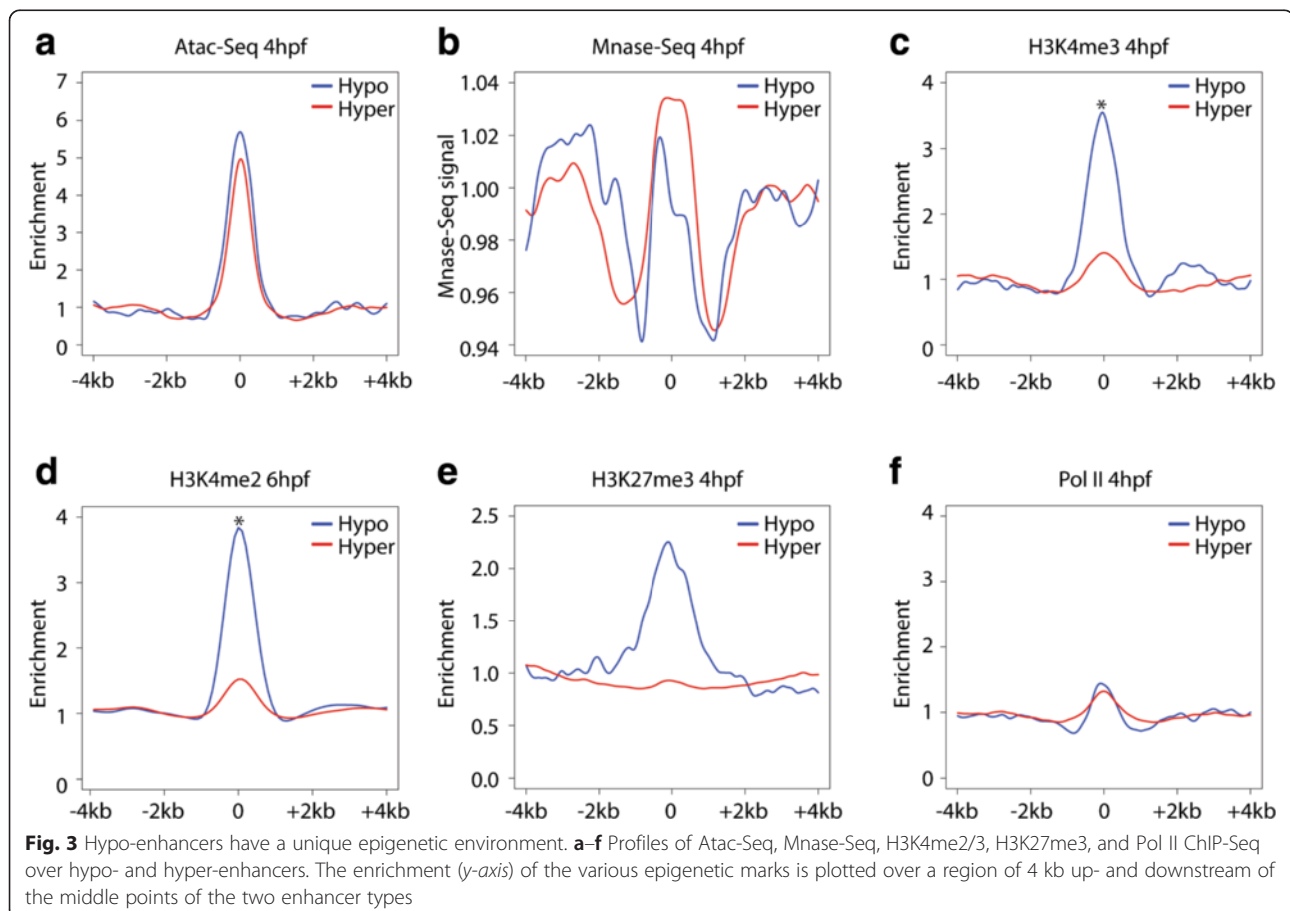 a
Atac-Seq 4hpf
Enrichment
7
6
5
4
3
2
1
0
Hypo
Hyper
-4kb -2kb 0 +2kb +4kb
b
Mnase-Seq 4hpf
Mnase-Seq signal
1.04
1.02
1.00
0.98
0.96
0.94
Hypo
Hyper
-4kb -2kb 0 +2kb +4kb
c
H3K4me3 4hpf
Enrichment
4
3
2
1
0
*
Hypo
Hyper
-4kb -2kb 0 +2kb +4kb
d
H3K4me2 6hpf
Enrichment
4
3
2
1
0
*
Hypo
Hyper
-4kb -2kb 0 +2kb +4kb
e
H3K27me3 4hpf
Enrichment
2.5
2.0
1.5
1.0
0.5
0.0
Hypo
Hyper
-4kb -2kb 0 +2kb +4kb
f
Pol II 4hpf
Enrichment
4
3
2
1
0
Hypo
Hyper
-4kb -2kb 0 +2kb +4kb
Fig. 3 Hypo-enhancers have a unique epigenetic environment. a–f Profiles of Atac-Seq, Mnase-Seq, H3K4me2/3, H3K27me3, and Pol II ChIP-Seq
over hypo- and hyper-enhancers. The enrichment (y-axis) of the various epigenetic marks is plotted over a region of 4 kb up- and downstream of
the middle points of the two enhancer types